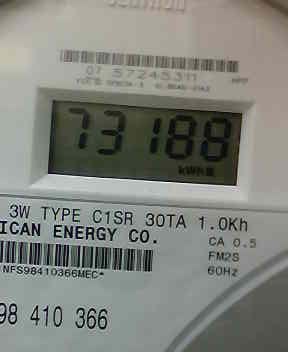 07 57245311
73188
kWh
3W TYPE C1SR 30TA 1.0Kh
ICAN ENERGY CO.
CA 0.5
FM2S
60Hz
NFS98410366MEC*
98 410 366